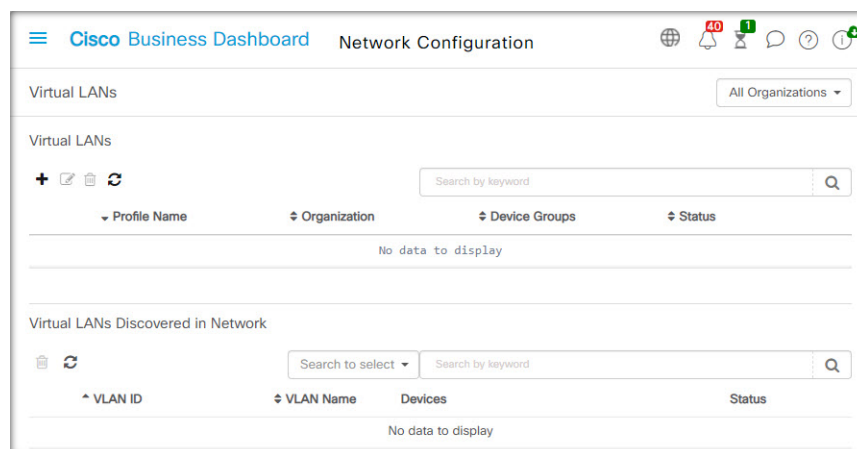 Cisco Business Dashboard Network Configuration 40 1
Virtual LANs All Organizations
Virtual LANs
Search by keyword
Profile Name Organization Device Groups Status
No data to display
Virtual LANs Discovered in Network
Search to select Search by keyword
VLAN ID VLAN Name Devices Status
No data to display